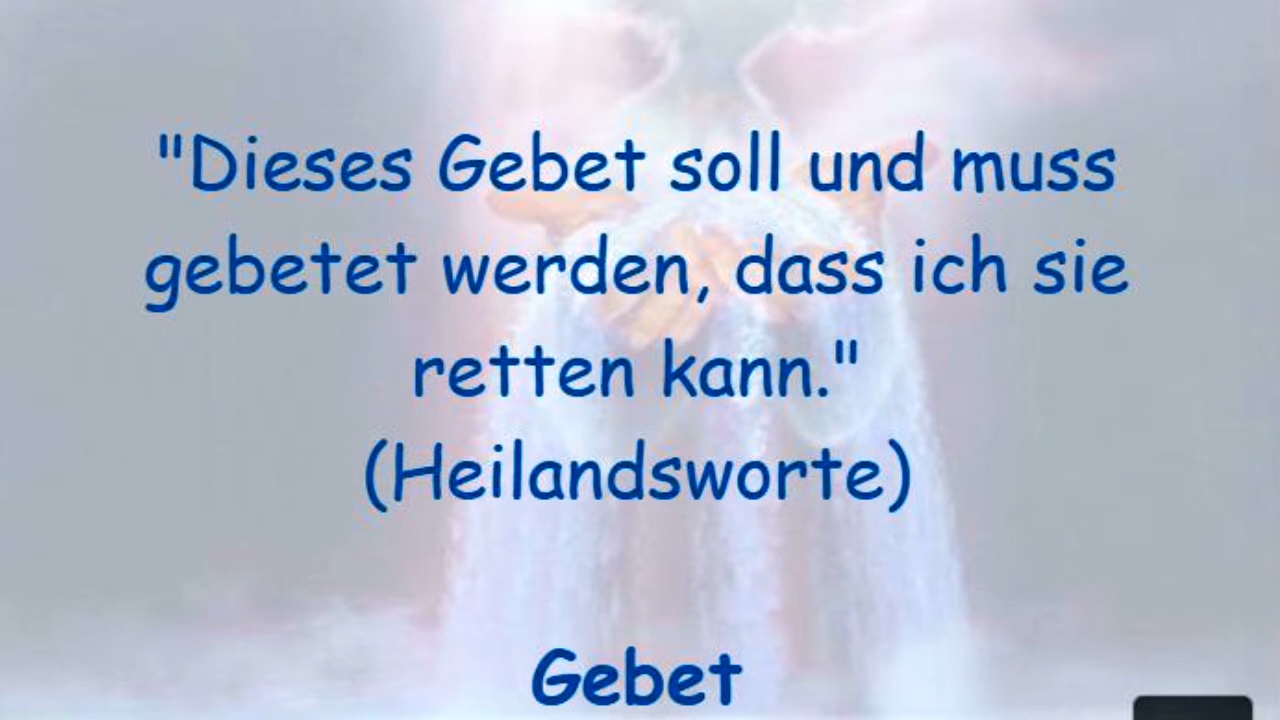 "Dieses Gebet soll und muss
gebetet werden, dass ich sie
retten kann."
(Heilandsworte)
Gebet